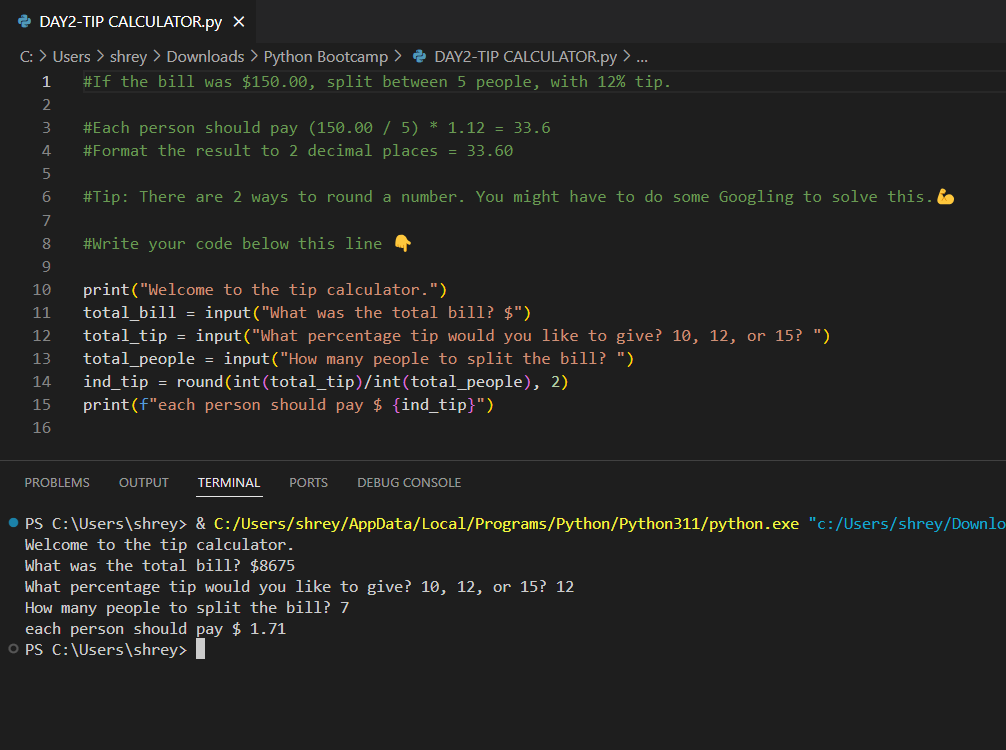 DAY2-TIP CALCULATOR.py ×
C: > Users > shrey > Downloads > Python Bootcamp > DAY2-TIP CALCULATOR.py > ...
1 #If the bill was $150.00, split between 5 people, with 12% tip.
2
3 #Each person should pay (150.00 / 5) * 1.12 = 33.6
4 #Format the result to 2 decimal places = 33.60
5
6 #Tip: There are 2 ways to round a number. You might have to do some Googling to solve this.💪
7
8 #Write your code below this line 👇
9
10 print("Welcome to the tip calculator.")
11 total_bill = input("What was the total bill? $")
12 total_tip = input("What percentage tip would you like to give? 10, 12, or 15? ")
13 total_people = input("How many people to split the bill? ")
14 ind_tip = round(int(total_tip)/int(total_people), 2)
15 print(f"each person should pay $ {ind_tip}")
16
PROBLEMS OUTPUT TERMINAL PORTS DEBUG CONSOLE
PS C:\Users\shrey> & C:/Users/shrey/AppData/Local/Programs/Python/Python311/python.exe "c:/Users/shrey/Downlo
Welcome to the tip calculator.
What was the total bill? $8675
What percentage tip would you like to give? 10, 12, or 15? 12
How many people to split the bill? 7
each person should pay $ 1.71
PS C:\Users\shrey>